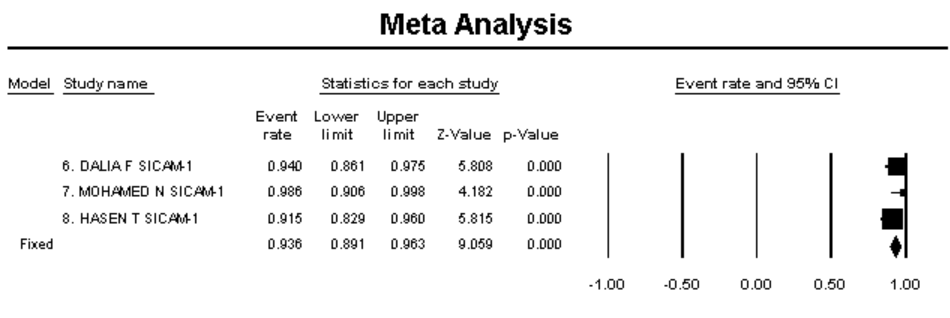 Meta Analysis
Model Study name Statistics for each study Event rate and 95% CI
Event Lower Upper
rate limit limit Z-Value p-Value
6. DALIA F SICAM-1 0.940 0.861 0.975 5.808 0.000
7. MOHAMED N SICAM-1 0.986 0.906 0.998 4.182 0.000
8. HASEN T SICAM-1 0.915 0.829 0.960 5.815 0.000
Fixed 0.936 0.891 0.963 9.059 0.000
-1.00 -0.50 0.00 0.50 1.00